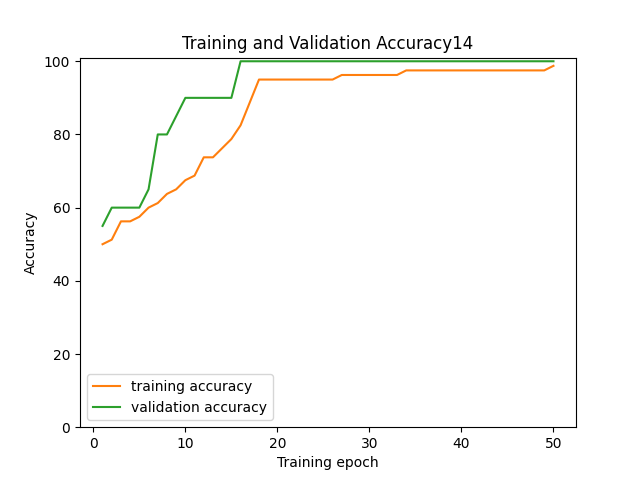 Training and Validation Accuracy14
100
80
60
40
20
0
Accuracy
training accuracy
validation accuracy
0 10 20 30 40 50
Training epoch